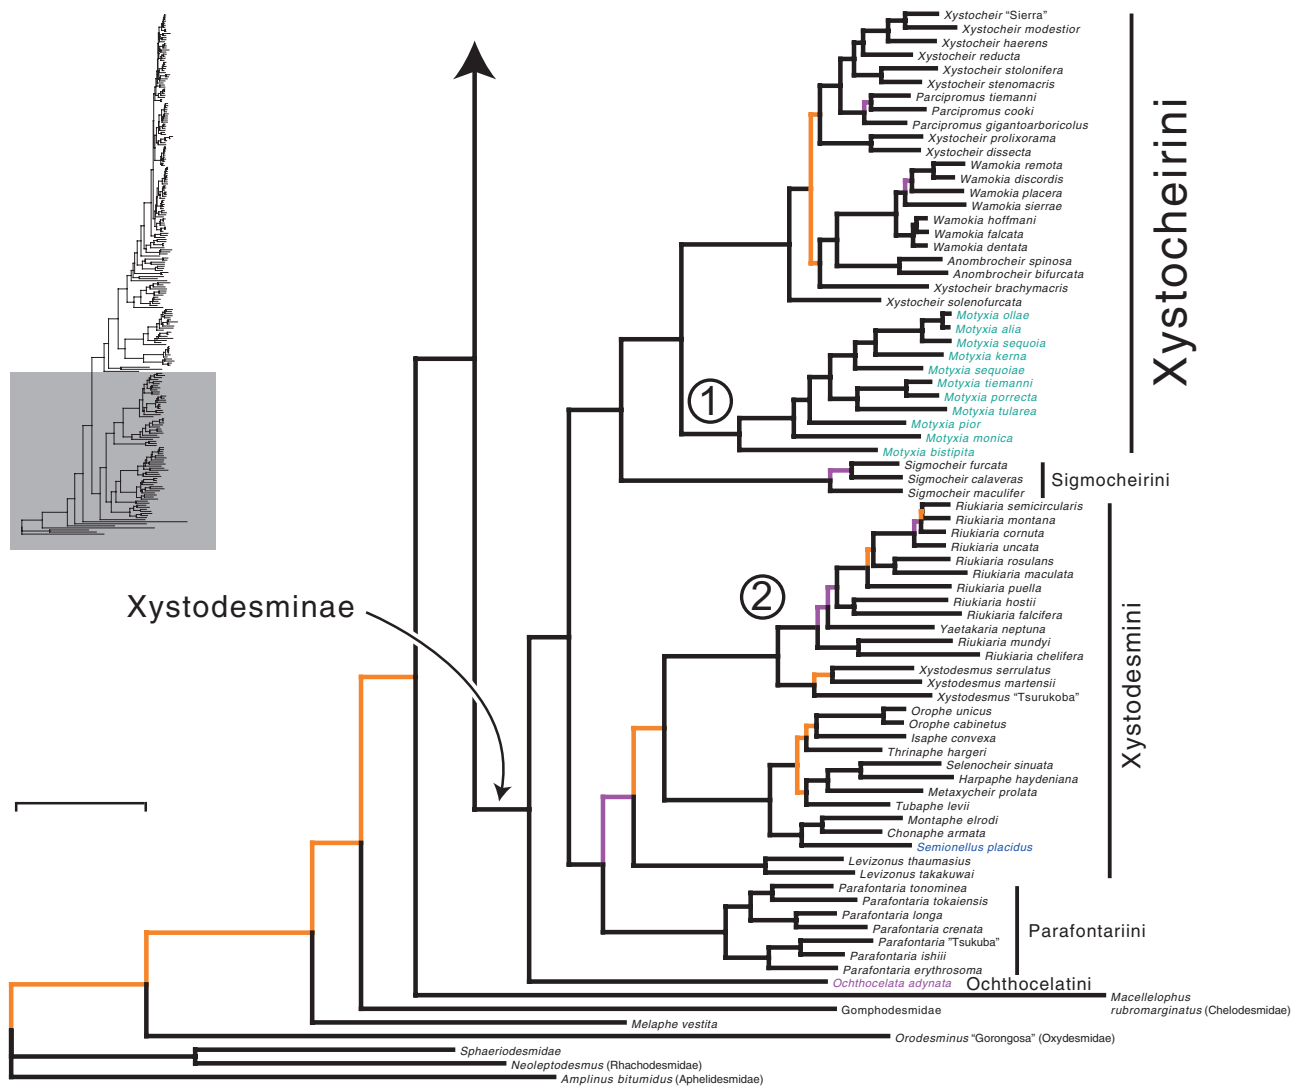 Xystocheir “Sierra”
Xystocheir modestior
Xystocheir haerens
Xystocheir reducta
Xystocheir stolonifera
Xystocheir stenomacris
Parcipromus tiemanni
Parcipromus cooki
Parcipromus gigantoarboricolus
Xystocheir prolixorama
Xystocheir dissecta
Wamokia remota
Wamokia discordis
Wamokia placera
Wamokia sierrae
Wamokia hoffmani
Wamokia falcata
Wamokia dentata
Anombrocheir spinosa
Anombrocheir bifurcata
Xystocheir brachymacris
Xystocheir solenofurcata
Motyxia ollae
Motyxia alia
Motyxia sequoia
Motyxia kerna
Motyxia sequoiae
Motyxia tiemanni
Motyxia porrecta
Motyxia tularea
Motyxia pior
Motyxia monica
Motyxia bistipita
Xystocheirini
1
Sigmocheir furcata
Sigmocheir calaveras
Sigmocheir maculifer
Sigmocheirini
Riukiaria semicircularis
Riukiaria montana
Riukiaria cornuta
Riukiaria uncata
Riukiaria rosulans
Riukiaria maculata
Riukiaria puella
Riukiaria hostii
Riukiaria falcifera
Yaetakaria neptuna
Riukiaria mundyi
Riukiaria chelifera
2
Xystodesminae
Xystodesmus serrulatus
Xystodesmus martensii
Xystodesmus “Tsurukoba”
Orophe unicus
Orophe cabinetus
Isaphe convexa
Thrinaphe hargeri
Selenocheir sinuata
Harpaphe haydeniana
Metaxycheir prolata
Tubaphe levii
Montaphe elrodi
Chonaphe armata
Semionellus placidus
Levizonus thaumasius
Levizonus takakuwai
Xystodesmini
Parafontaria tonominea
Parafontaria tokaiensis
Parafontaria longa
Parafontaria crenata
Parafontaria ”Tsukuba”
Parafontaria ishiii
Parafontaria erythrosoma
Parafontariini
Ochthocelata adynata Ochthocelatini
Macellelophus
rubromarginatus (Chelodesmidae)
Gomphodesmidae
Melaphe vestita
Orodesminus “Gorongosa” (Oxydesmidae)
Sphaeriodesmidae
Neoleptodesmus (Rhachodesmidae)
Amplinus bitumidus (Aphelidesmidae)